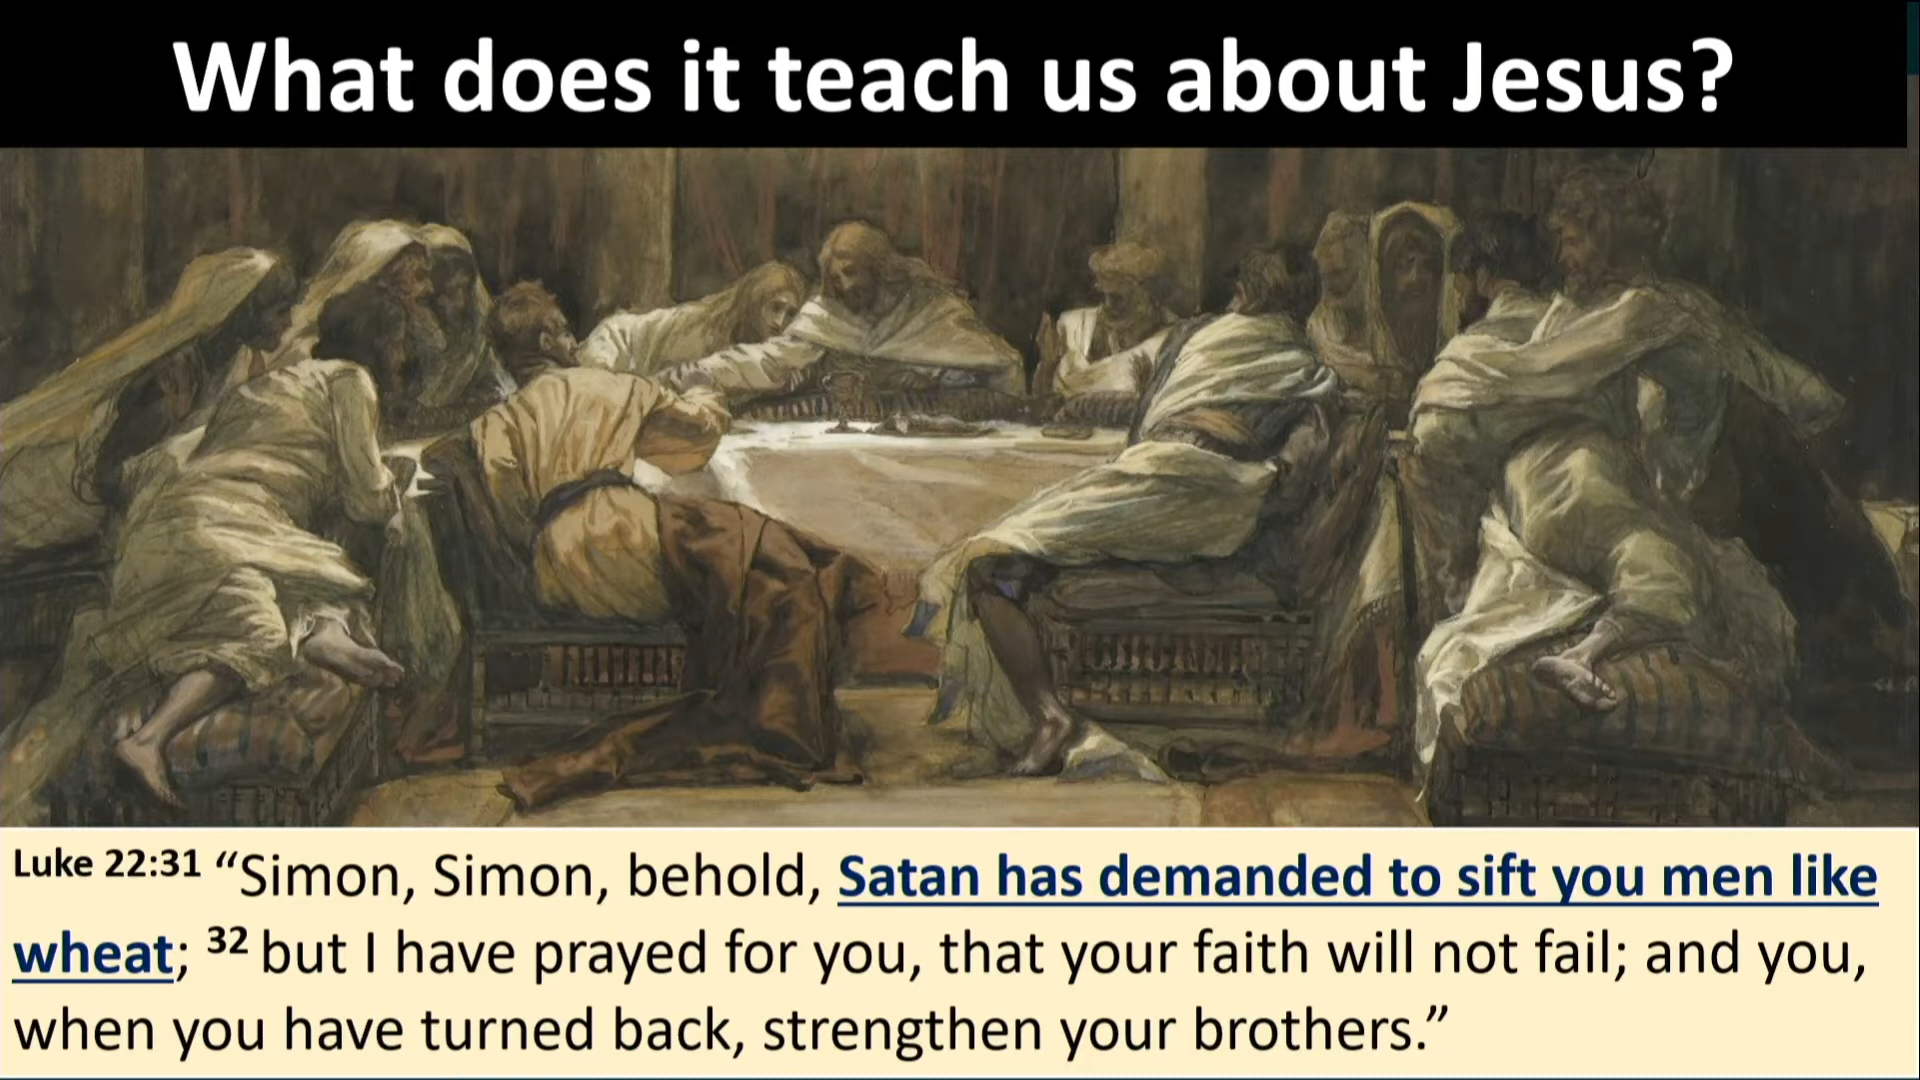 What does it teach us about Jesus?
Luke 22:31 “Simon, Simon, behold, Satan has demanded to sift you men like
wheat; 32 but I have prayed for you, that your faith will not fail; and you,
when you have turned back, strengthen your brothers.”